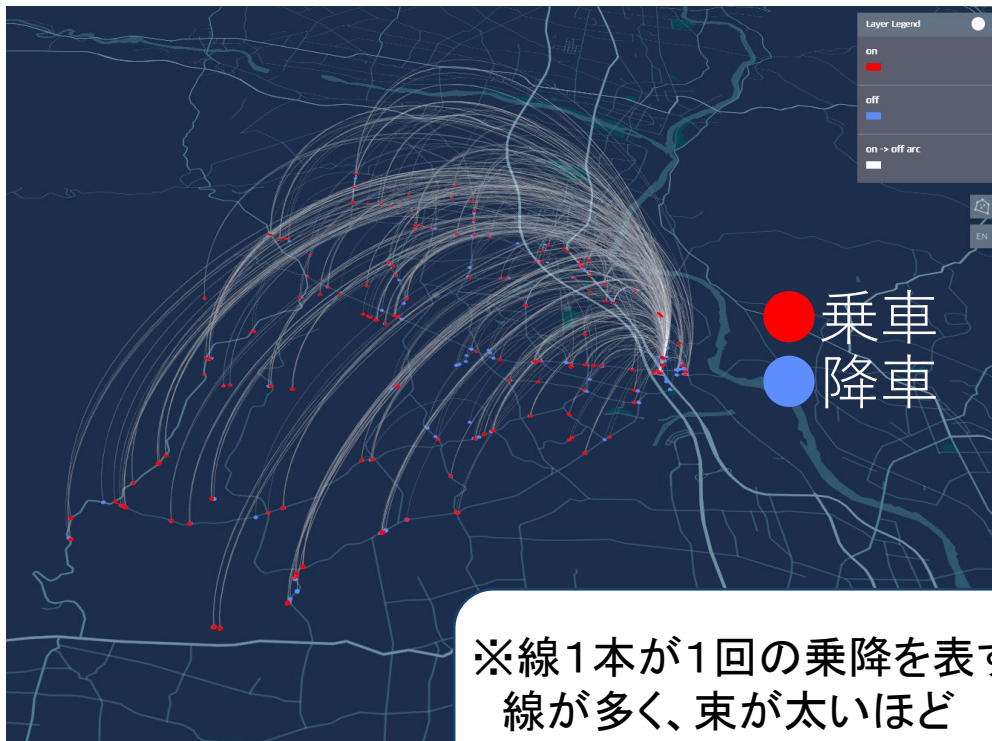 Layer Legend
on
off
on -> off arc
EN
乗車
降車
※線1本が1回の乗降を表す
線が多く、束が太いほど